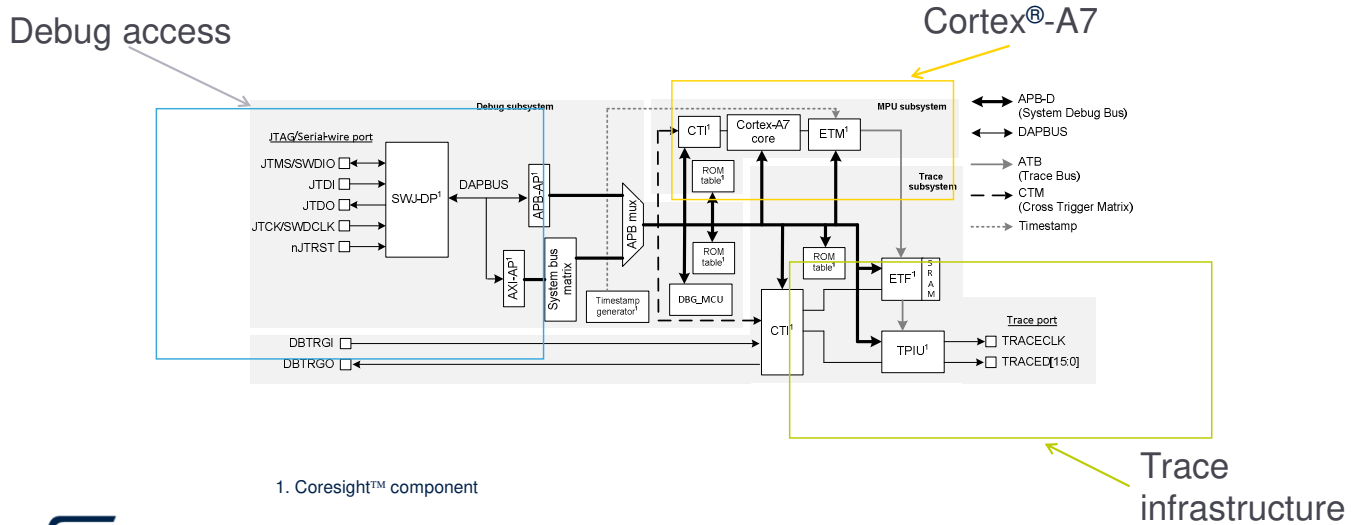 Debug access
Cortex®-A7
Debug subsystem
MPU subsystem
JTAG/Serial-wire port
JTMS/SWDIO
JTDI
JTDO
JTCK/SWDCLK
nJTRST
SWJ-DP¹
DAPBUS
APB-AP¹
AXI-AP¹
System bus
matrix
APB mux
Timestamp
generator¹
CTI¹
Cortex-A7
core
ETM¹
ROM
table¹
ROM
table¹
DBG_MCU
Trace
subsystem
ROM
table¹
CTI¹
ETF¹
S
R
A
M
TPIU¹
Trace port
TRACECLK
TRACED[15:0]
DBTRGI
DBTRGO
APB-D
(System Debug Bus)
DAPBUS
ATB
(Trace Bus)
CTM
(Cross Trigger Matrix)
Timestamp
1. Coresight™ component
Trace
infrastructure